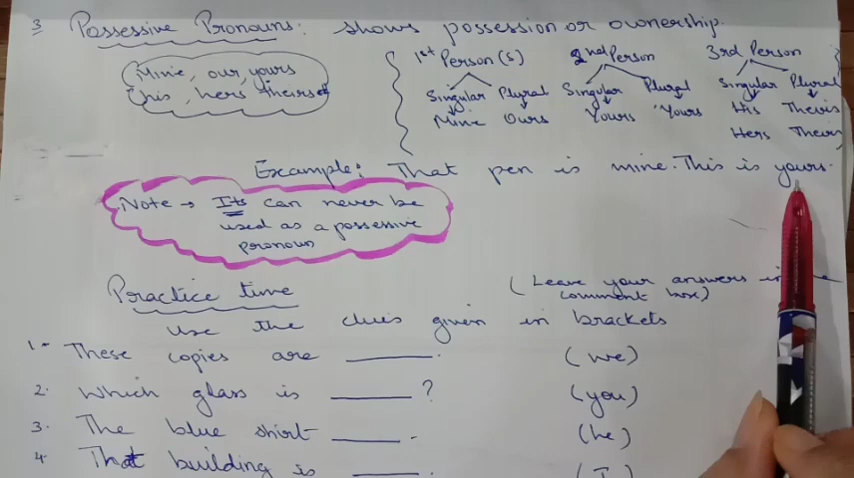 3 Possessive Pronouns: shows possession or ownership.
Mine, our, yours
his, hers theirs
1st Person (s) 2nd Person 3rd Person
Singular Plural Singular Plural Singular Plural
Mine Ours Yours Yours His Theirs
Hers Theirs
Example: That pen is mine. This is yours.
Note → Its can never be
used as a possessive
pronoun
Practice time (Leave your answers in
comment box)
Use the clues given in brackets
1. These copies are ______. (we)
2. Which glass is ______? (you)
3. The blue shirt ______. (he)
4. That building is ______. (I)